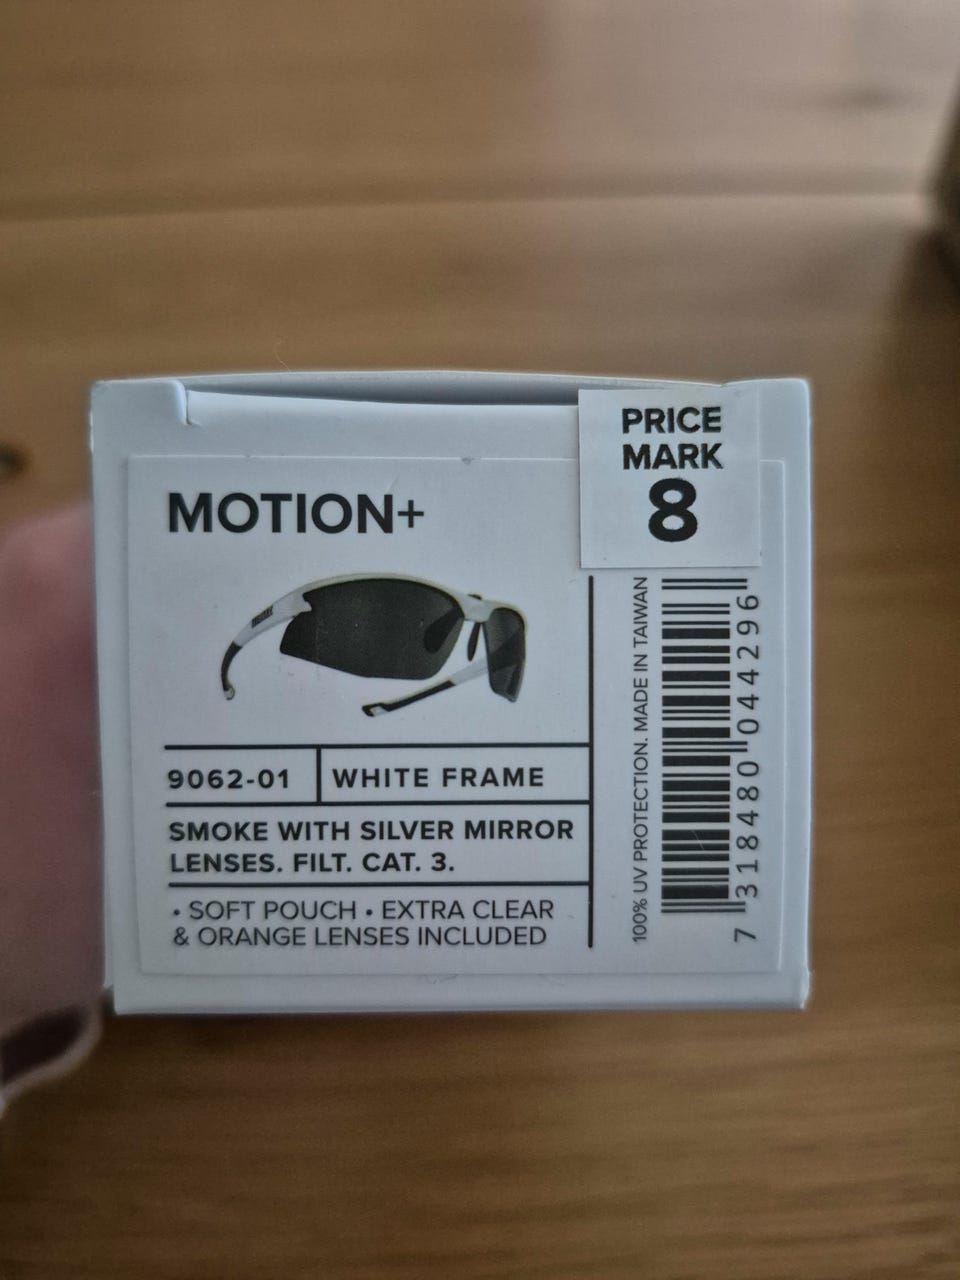 PRICE
MARK
8
MOTION+
9062-01
WHITE FRAME
SMOKE WITH SILVER MIRROR
LENSES. FILT. CAT. 3.
• SOFT POUCH • EXTRA CLEAR
& ORANGE LENSES INCLUDED
100% UV PROTECTION. MADE IN TAIWAN
7 318480 044296